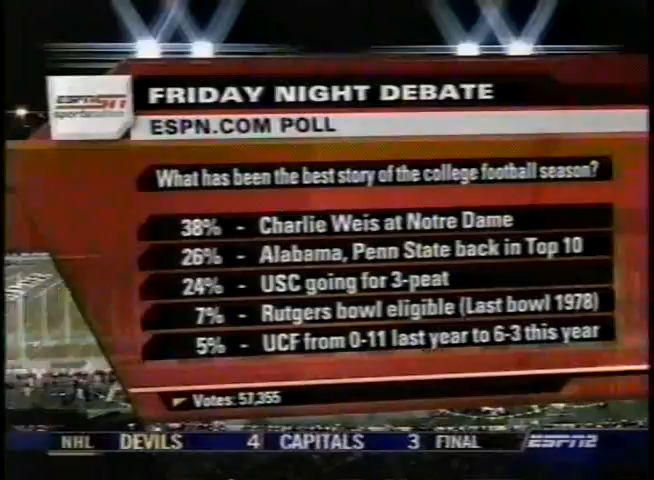 FRIDAY NIGHT DEBATE
ESPN.COM POLL
What has been the best story of the college football season?
38% - Charlie Weis at Notre Dame
26% - Alabama, Penn State back in Top 10
24% - USC going for 3-peat
7% - Rutgers bowl eligible (Last bowl 1978)
5% - UCF from 0-11 last year to 6-3 this year
Votes: 57,355
NHL DEVILS 4 CAPITALS 3 FINAL ESPN2